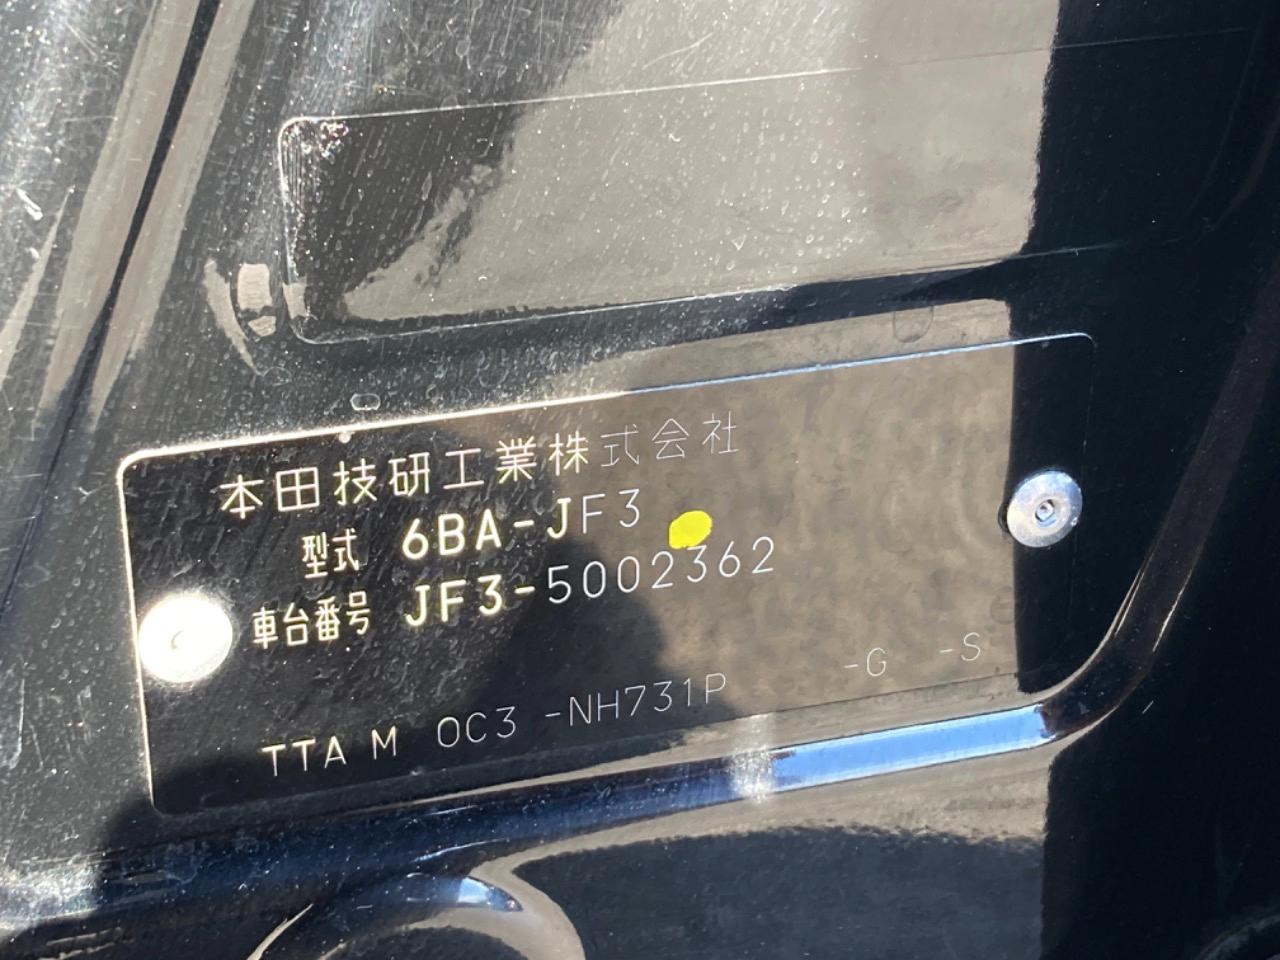 本田技研工業株式会社
型式 6BA-JF3
車台番号 JF3-5002362
TTA M 0C3 -NH731P -G -S